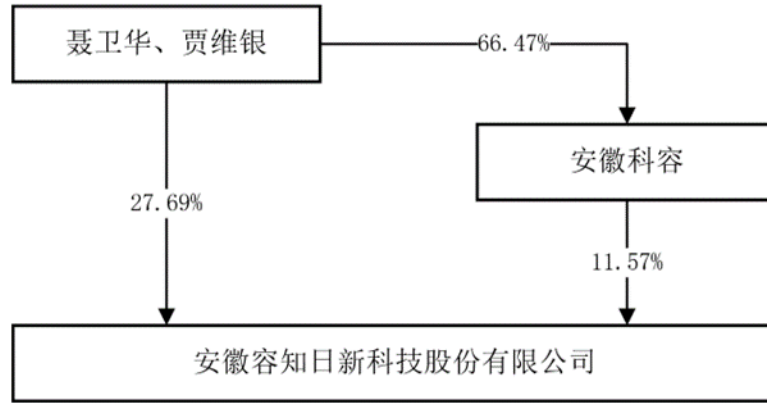 聂卫华、贾维银
66.47%
安徽科容
27.69%
11.57%
安徽容知日新科技股份有限公司